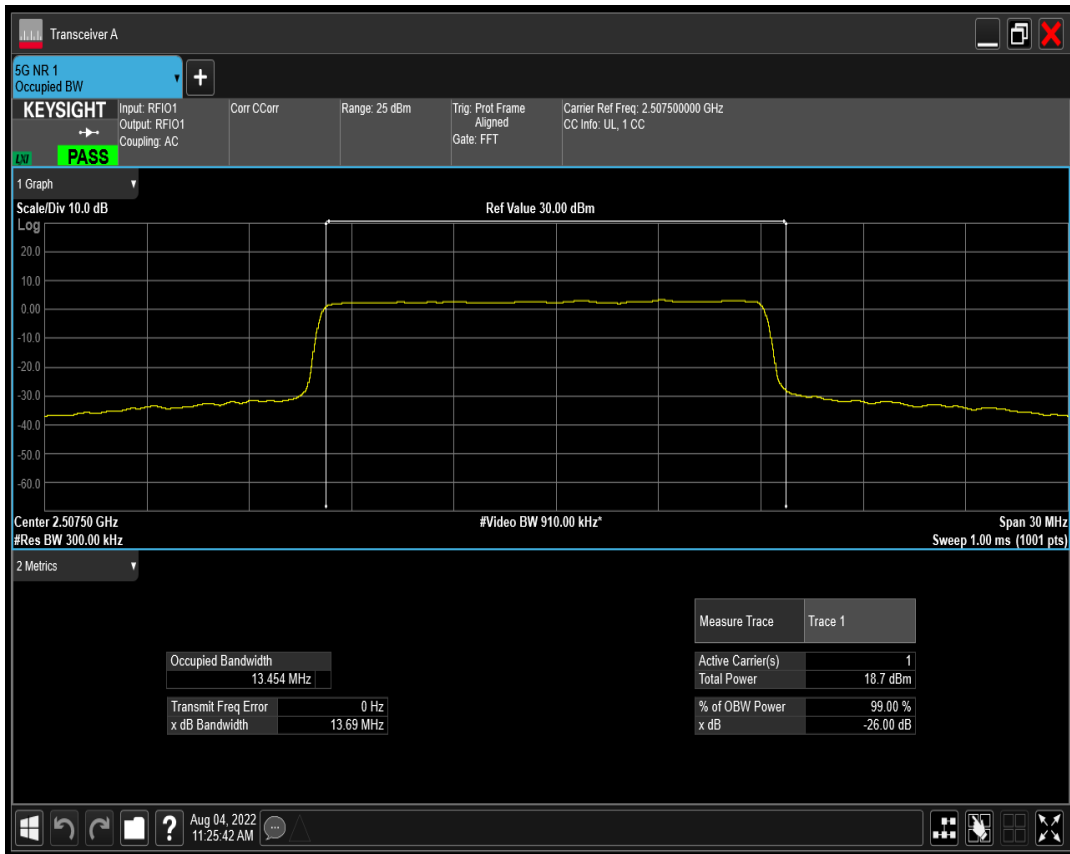 Transceiver A
5G NR 1
Occupied BW
+
KEYSIGHT
LXI
PASS
Input: RFIO1
Output: RFIO1
Coupling: AC
Corr CCorr
Range: 25 dBm
Trig: Prot Frame
Aligned
Gate: FFT
Carrier Ref Freq: 2.507500000 GHz
CC Info: UL, 1 CC
1 Graph
Scale/Div 10.0 dB
Ref Value 30.00 dBm
Log
20.0
10.0
0.00
-10.0
-20.0
-30.0
-40.0
-50.0
-60.0
Center 2.50750 GHz
#Video BW 910.00 kHz*
Span 30 MHz
#Res BW 300.00 kHz
Sweep 1.00 ms (1001 pts)
2 Metrics
Measure Trace Trace 1
Occupied Bandwidth
13.454 MHz
Active Carrier(s) 1
Total Power 18.7 dBm
Transmit Freq Error 0 Hz
x dB Bandwidth 13.69 MHz
% of OBW Power 99.00 %
x dB -26.00 dB
?
Aug 04, 2022
11:25:42 AM